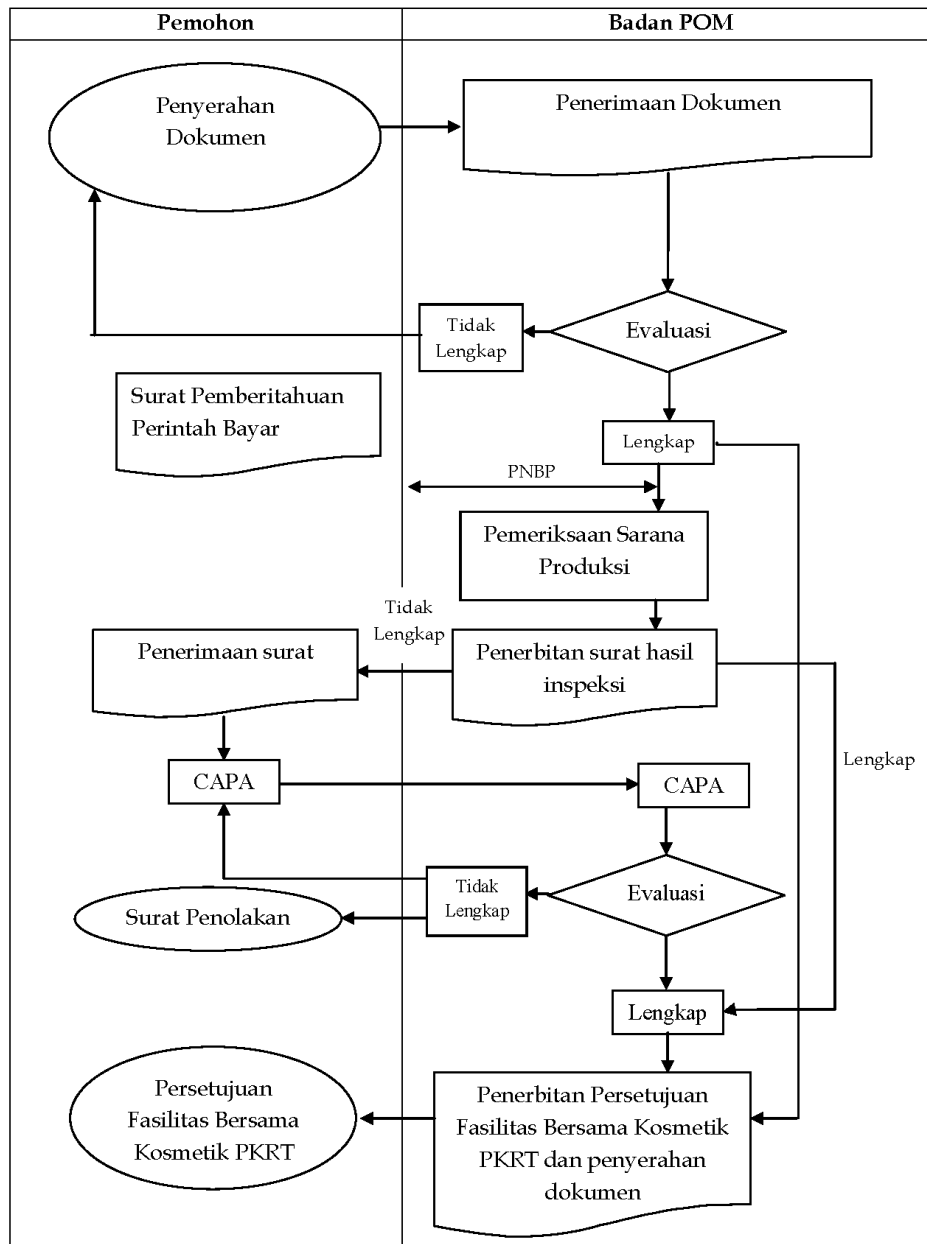 Pemohon
Badan POM
Penyerahan
Dokumen
Penerimaan Dokumen
Evaluasi
Tidak
Lengkap
Surat Pemberitahuan
Perintah Bayar
Lengkap
PNBP
Pemeriksaan Sarana
Produksi
Tidak
Lengkap
Penerimaan surat
Penerbitan surat hasil
inspeksi
Lengkap
CAPA
CAPA
Evaluasi
Tidak
Lengkap
Surat Penolakan
Lengkap
Persetujuan
Fasilitas Bersama
Kosmetik PKRT
Penerbitan Persetujuan
Fasilitas Bersama Kosmetik
PKRT dan penyerahan
dokumen